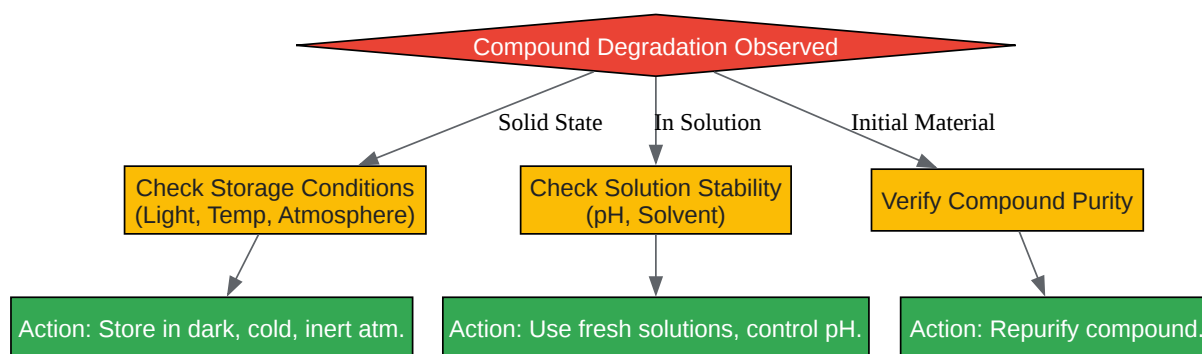 Compound Degradation Observed
Solid State
In Solution
Initial Material
Check Storage Conditions
(Light, Temp, Atmosphere)
Check Solution Stability
(pH, Solvent)
Verify Compound Purity
Action: Store in dark, cold, inert atm.
Action: Use fresh solutions, control pH.
Action: Repurify compound.